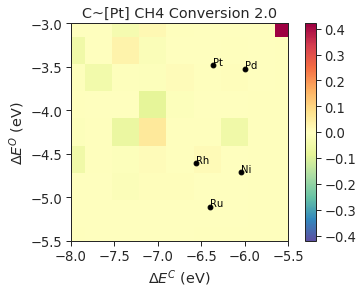 C~[Pt] CH4 Conversion 2.0
−3.0
−3.5
−4.0
−4.5
−5.0
−5.5
ΔE^O (eV)
Pt
Pd
Rh
Ni
Ru
−8.0 −7.5 −7.0 −6.5 −6.0 −5.5
ΔE^C (eV)
0.4
0.3
0.2
0.1
0.0
−0.1
−0.2
−0.3
−0.4